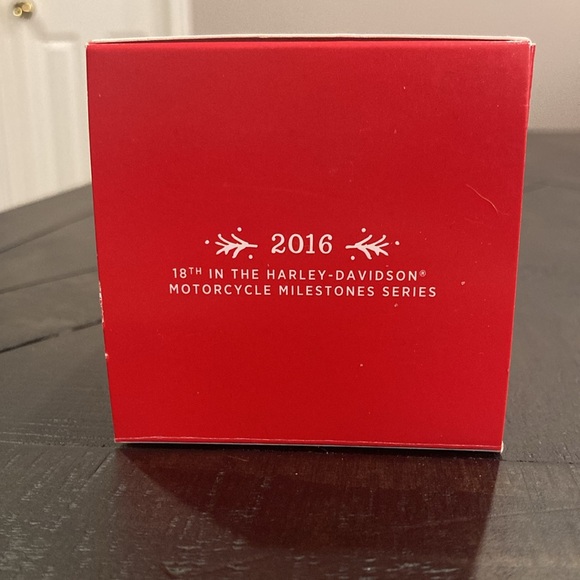 2016
18TH IN THE HARLEY-DAVIDSON®
MOTORCYCLE MILESTONES SERIES